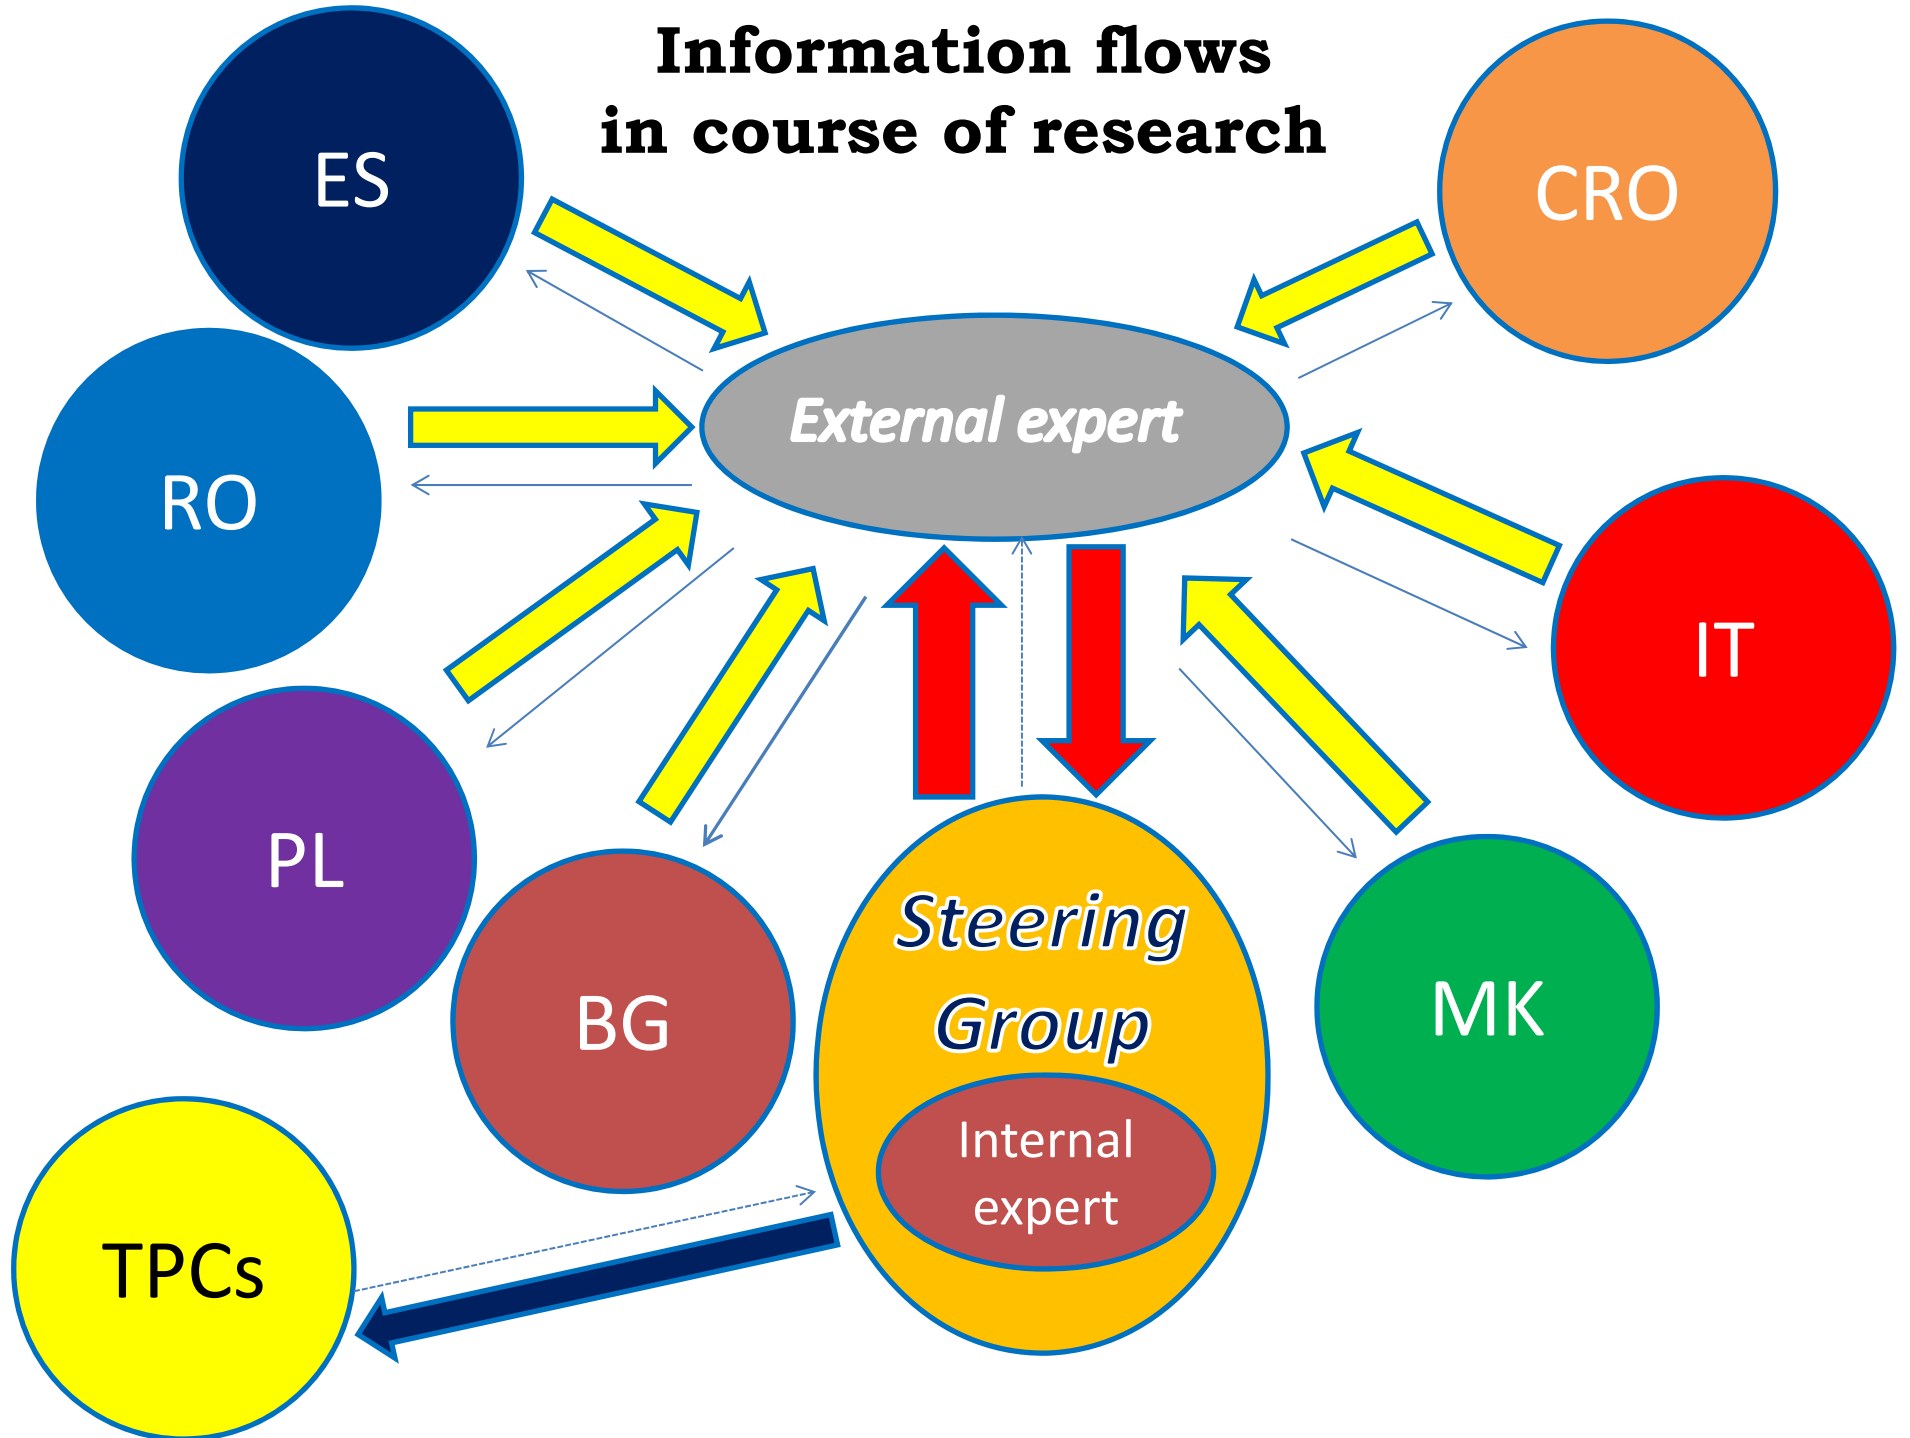 Information flows
in course of research
ES
CRO
External expert
RO
IT
PL
BG
Steering
Group
MK
Internal
expert
TPCs